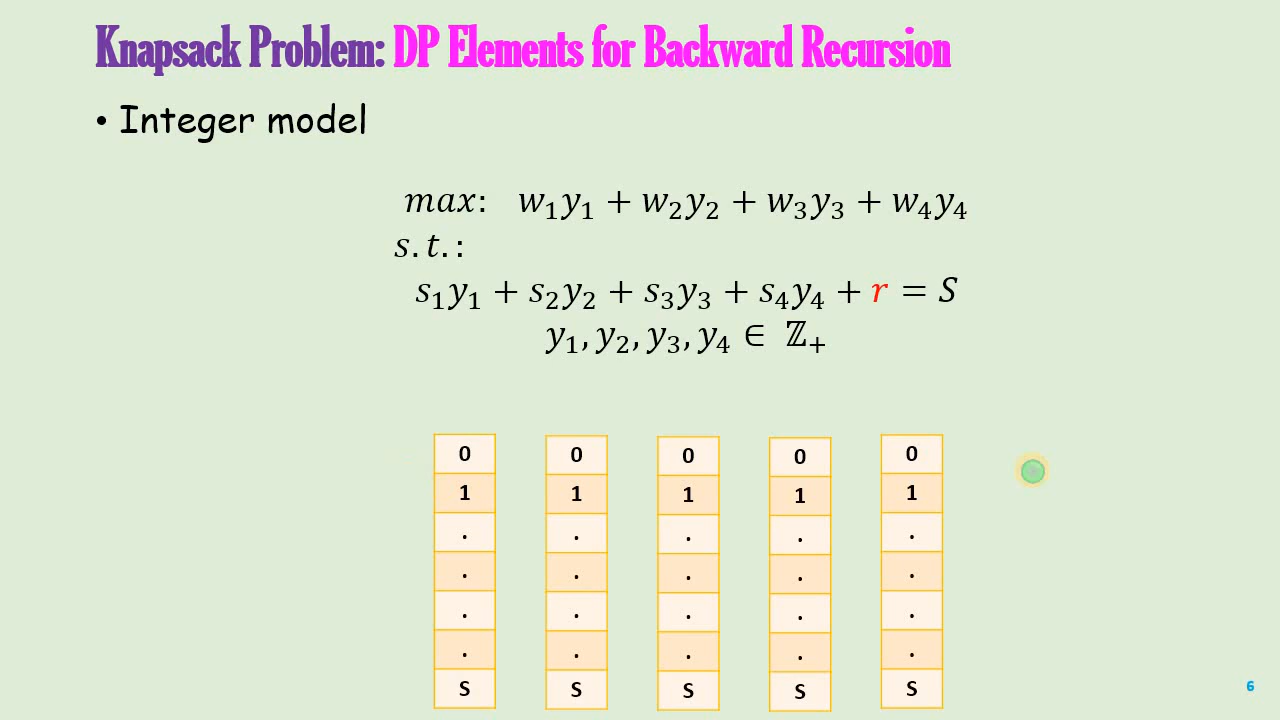 Knapsack Problem: DP Elements for Backward Recursion
• Integer model
max: w₁y₁ + w₂y₂ + w₃y₃ + w₄y₄
s.t.:
s₁y₁ + s₂y₂ + s₃y₃ + s₄y₄ + r = S
y₁, y₂, y₃, y₄ ∈ ℤ₊
0 0 0 0 0
1 1 1 1 1
. . . . .
. . . . .
. . . . .
. . . . .
S S S S S
6